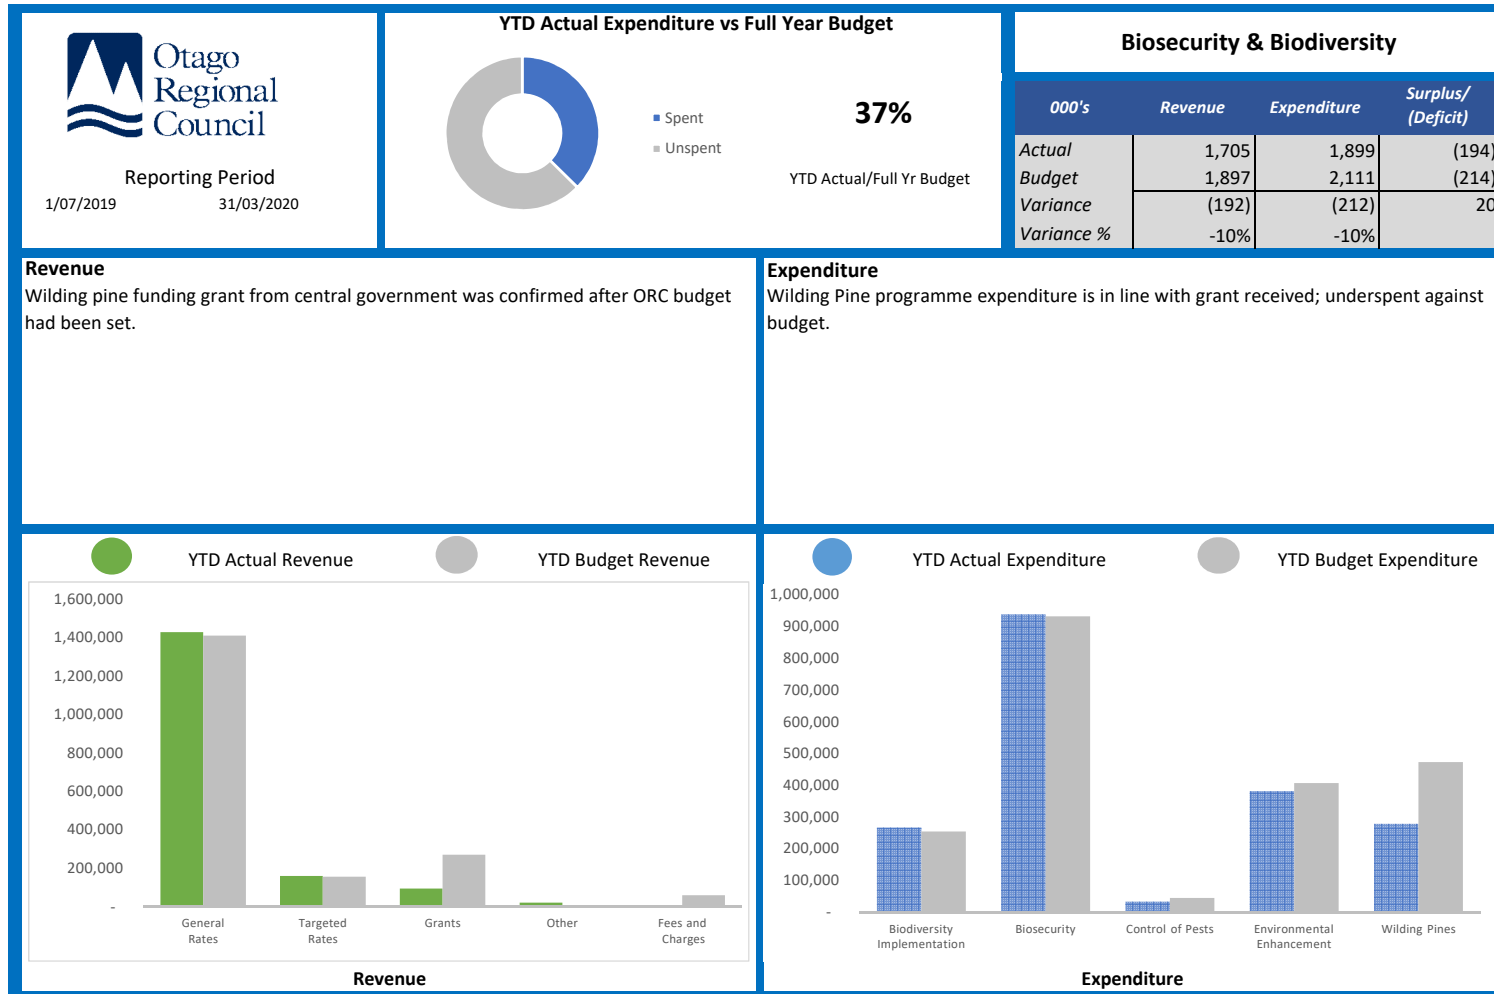 Otago
Regional
Council
Reporting Period
1/07/2019 31/03/2020
YTD Actual Expenditure vs Full Year Budget
Spent
Unspent
37%
YTD Actual/Full Yr Budget
Biosecurity & Biodiversity
000's Revenue Expenditure Surplus/ (Deficit)
Actual 1,705 1,899 (194)
Budget 1,897 2,111 (214)
Variance (192) (212) 20
Variance % -10% -10%
Revenue
Wilding pine funding grant from central government was confirmed after ORC budget
had been set.
Expenditure
Wilding Pine programme expenditure is in line with grant received; underspent against
budget.
YTD Actual Revenue YTD Budget Revenue
1,600,000
1,400,000
1,200,000
1,000,000
800,000
600,000
400,000
200,000
-
General Rates
Targeted Rates
Grants
Other
Fees and Charges
Revenue
YTD Actual Expenditure YTD Budget Expenditure
1,000,000
900,000
800,000
700,000
600,000
500,000
400,000
300,000
200,000
100,000
-
Biodiversity Implementation
Biosecurity
Control of Pests
Environmental Enhancement
Wilding Pines
Expenditure